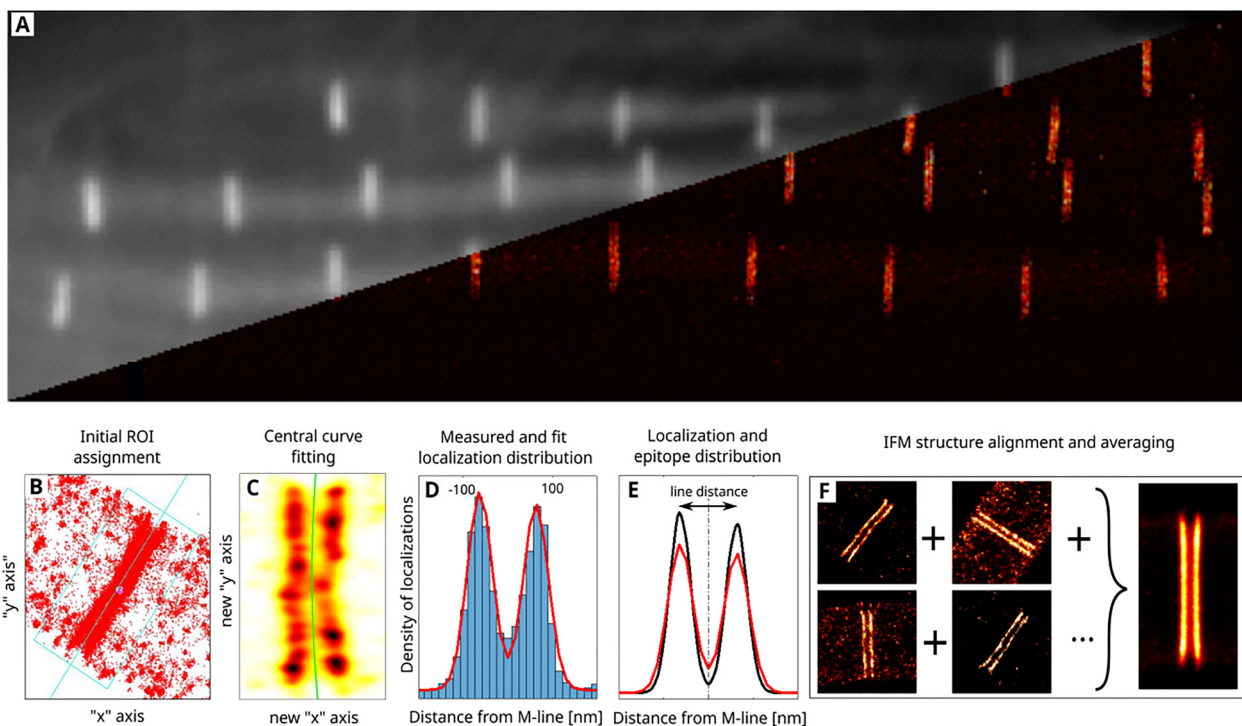 A
Initial ROI
assignment
Central curve
fitting
Measured and fit
localization distribution
Localization and
epitope distribution
IFM structure alignment and averaging
B
"y" axis"
"x" axis
C
new "y" axis
new "x" axis
D
-100
100
Density of localizations
Distance from M-line [nm]
E
line distance
Distance from M-line [nm]
F
+
+
+
...